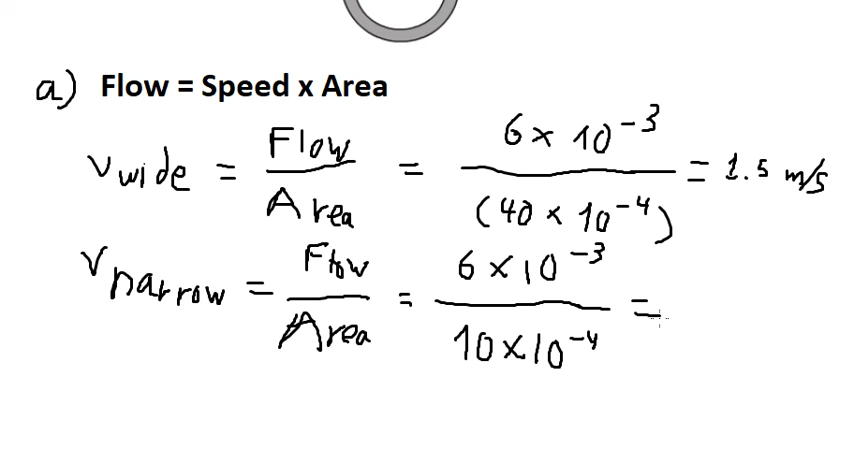 a) Flow = Speed x Area
v wide = Flow / Area = 6 × 10⁻³ / (40 × 10⁻⁴) = 1.5 m/s
v narrow = Flow / Area = 6 × 10⁻³ / 10 × 10⁻⁴ =